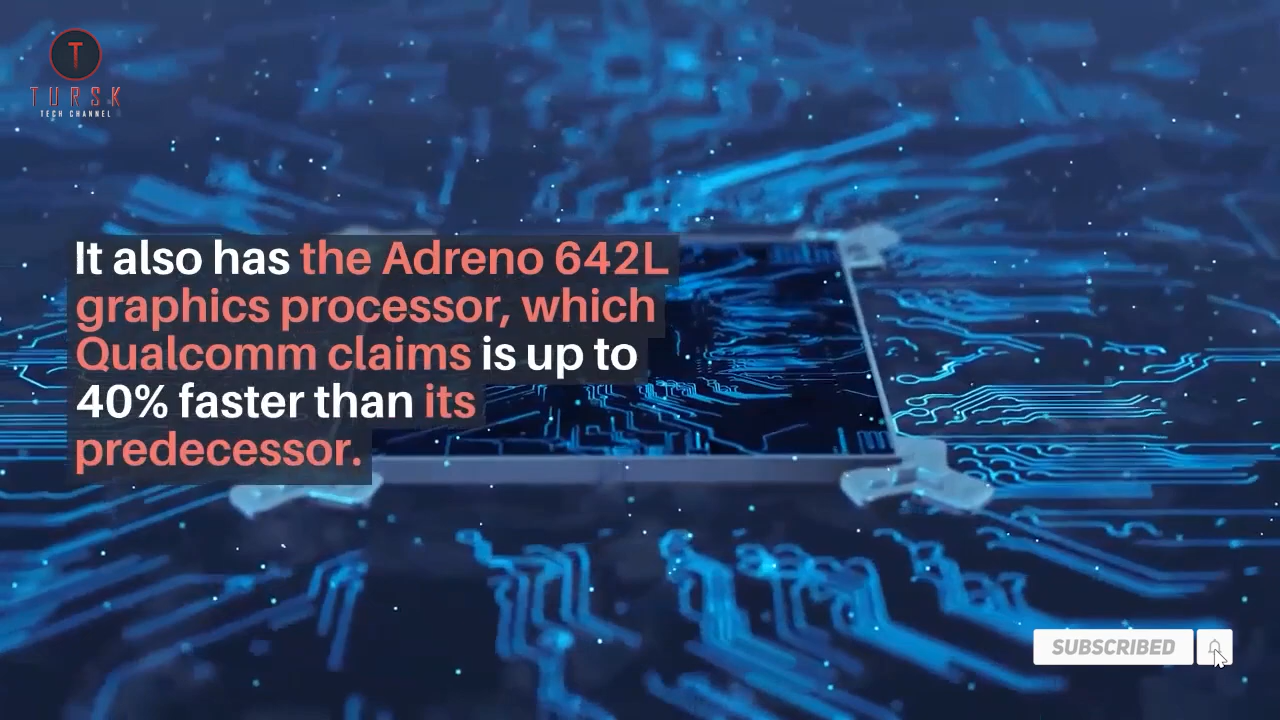 T
TURSK
TECH CHANNEL
It also has the Adreno 642L
graphics processor, which
Qualcomm claims is up to
40% faster than its
predecessor.
SUBSCRIBED